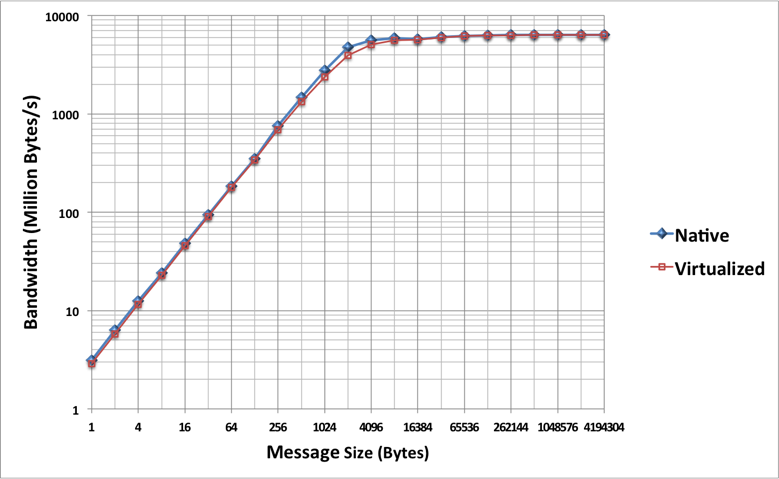 10000
1000
100
10
1
Bandwidth (Million Bytes/s)
1 4 16 64 256 1024 4096 16384 65536 262144 1048576 4194304
Message Size (Bytes)
Native
Virtualized